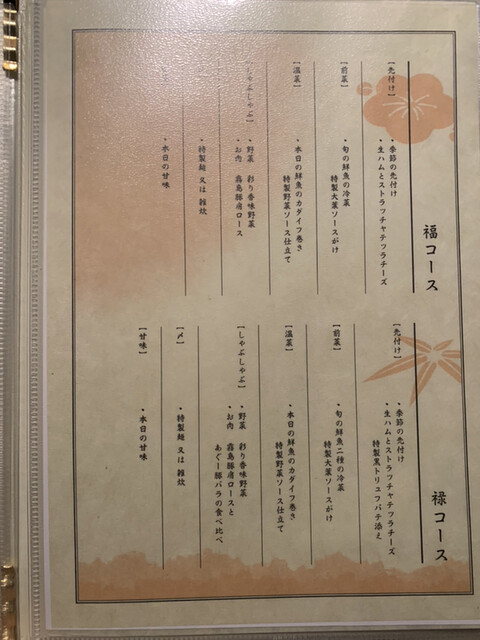 福コース
【先付け】
・季節の先付け
・生ハムとストラッチャテッラチーズ
【前菜】
・旬の鮮魚の冷菜
特製大葉ソースがけ
【温菜】
・本日の鮮魚のカダイフ巻き
特製野菜ソース仕立て
【しゃぶしゃぶ】
・野菜 彩り香味野菜
・お肉 霧島豚肩ロース
・特製麺 又は 雑炊
・本日の甘味
禄コース
【先付け】
・季節の先付け
・生ハムとストラッチャテッラチーズ
特製黒トリュフパテ添え
【前菜】
・旬の鮮魚二種の冷菜
特製大葉ソースがけ
【温菜】
・本日の鮮魚のカダイフ巻き
特製野菜ソース仕立て
【しゃぶしゃぶ】
・野菜 彩り香味野菜
・お肉 霧島豚肩ロースと
あぐー豚バラの食べ比べ
【〆】
・特製麺 又は 雑炊
【甘味】
・本日の甘味